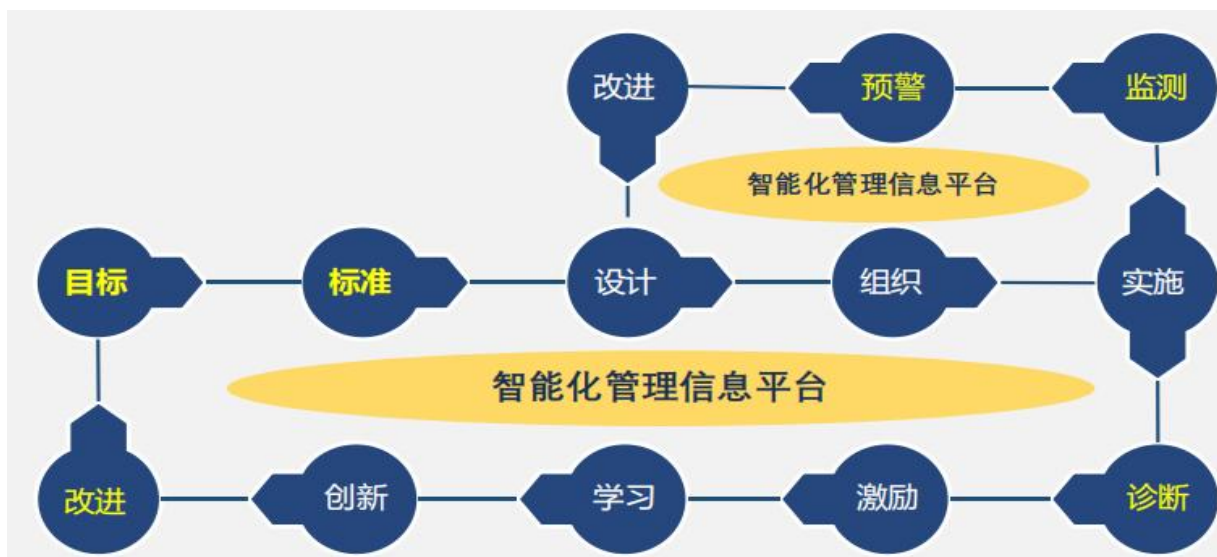 改进
预警
监测
智能化管理信息平台
目标
标准
设计
组织
实施
智能化管理信息平台
改进
创新
学习
激励
诊断